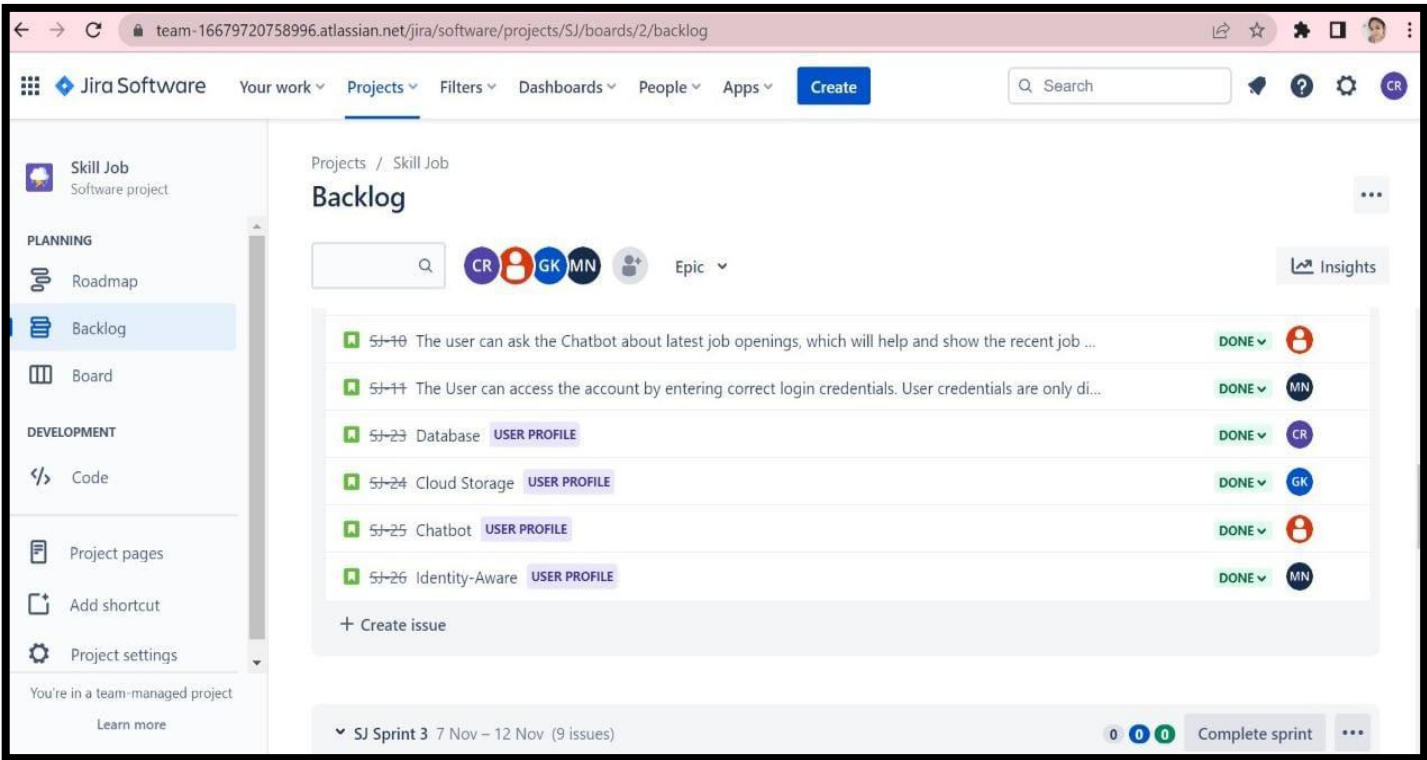 team-16679720758996.atlassian.net/jira/software/projects/SJ/boards/2/backlog
Jira Software Your work Projects Filters Dashboards People Apps Create Search CR
Skill Job
Software project
PLANNING
Roadmap
Backlog
Board
DEVELOPMENT
Code
Project pages
Add shortcut
Project settings
You're in a team-managed project
Learn more
Projects / Skill Job
Backlog
CR GK MN Epic Insights
SJ-10 The user can ask the Chatbot about latest job openings, which will help and show the recent job ... DONE
SJ-11 The User can access the account by entering correct login credentials. User credentials are only di... DONE MN
SJ-23 Database USER PROFILE DONE CR
SJ-24 Cloud Storage USER PROFILE DONE GK
SJ-25 Chatbot USER PROFILE DONE
SJ-26 Identity-Aware USER PROFILE DONE MN
+ Create issue
SJ Sprint 3 7 Nov – 12 Nov (9 issues) 0 0 0 Complete sprint